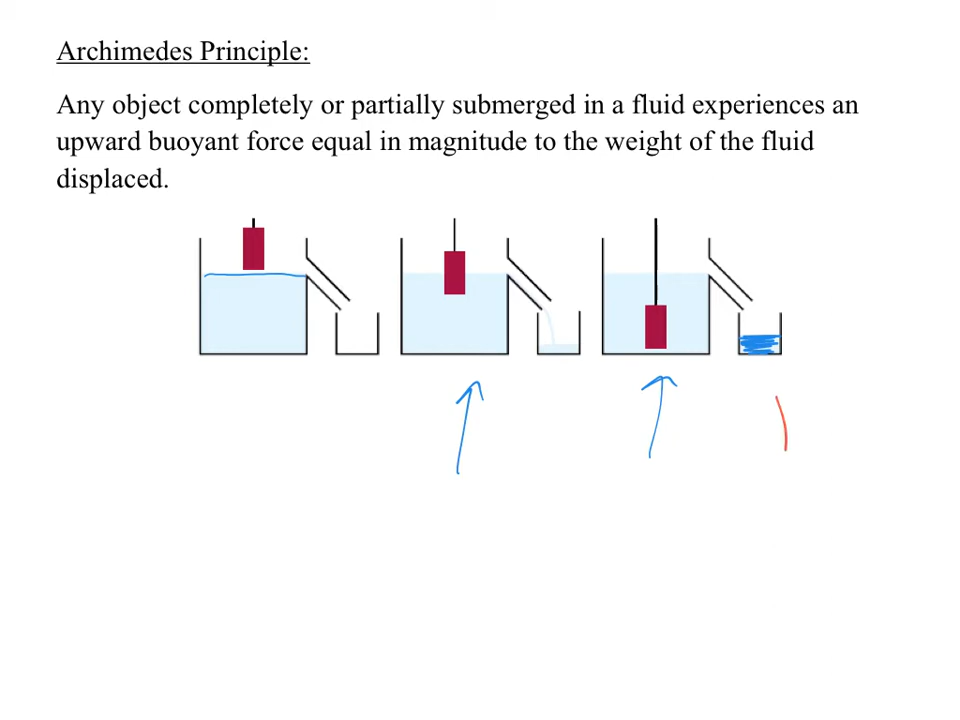 Archimedes Principle:
Any object completely or partially submerged in a fluid experiences an
upward buoyant force equal in magnitude to the weight of the fluid
displaced.